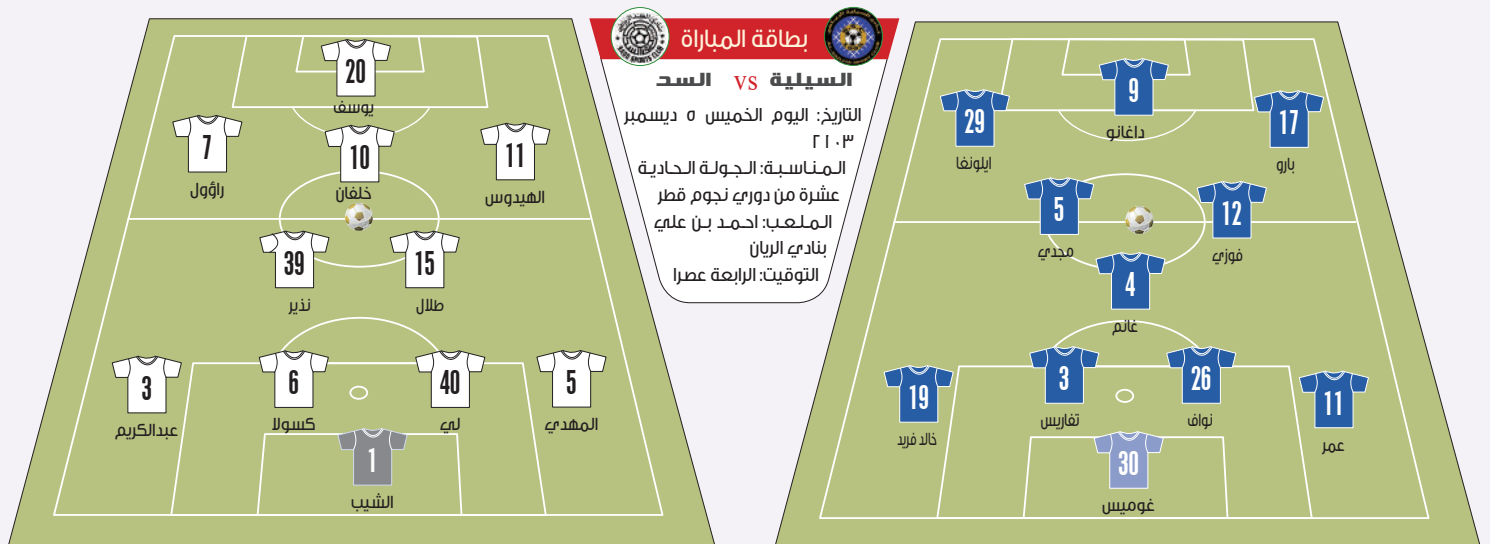 بطاقة المباراة
السيلية vs السد
التاريخ: اليوم الخميس ٥ ديسمبر
٢١٠٣
المناسبة: الجولة الحادية
عشرة من دوري نجوم قطر
الملعب: احمد بن علي
بنادي الريان
التوقيت: الرابعة عصرا
9
داغانو
17
بارو
29
ايلونغا
12
فوزي
5
مجدي
4
غانم
11
عمر
26
نواف
3
تفاريس
19
خالد فريد
30
غوميس
20
يوسف
11
الهيدوس
10
خلفان
7
راؤول
15
طلال
39
نذير
5
المهدي
40
لي
6
كسولا
3
عبدالكريم
1
الشيب